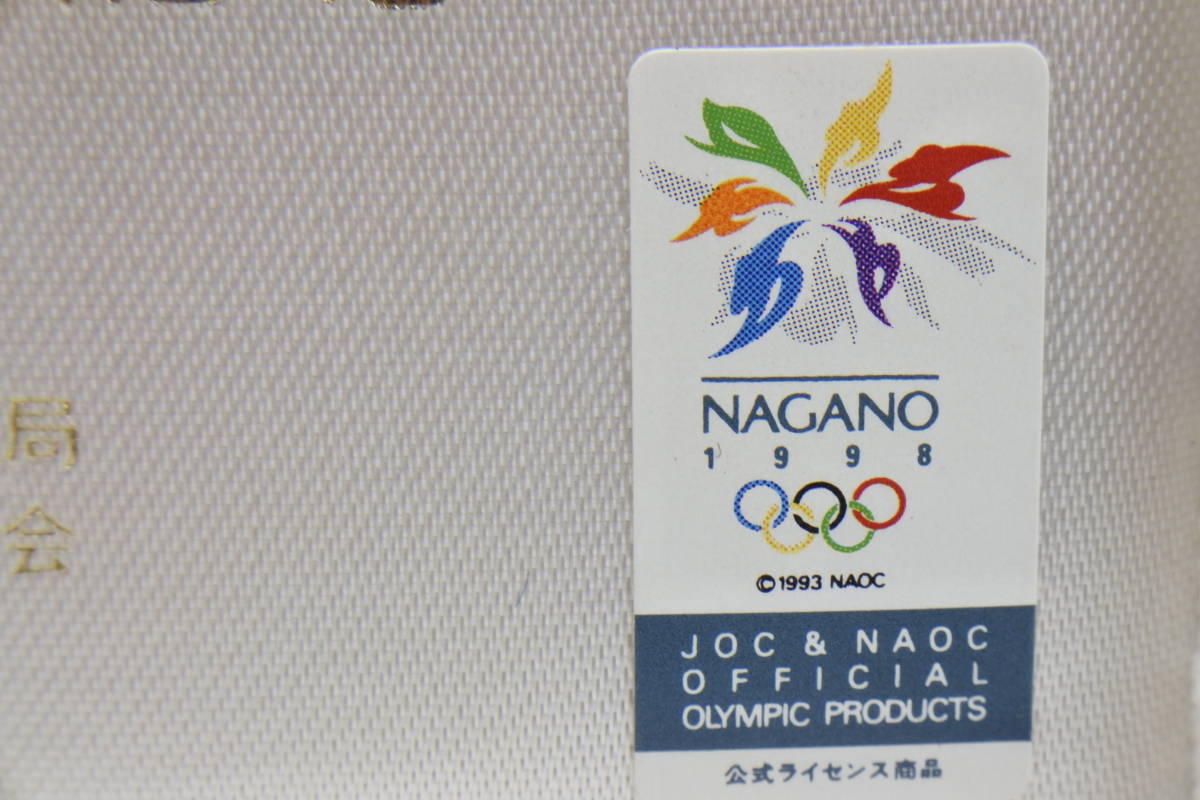 局
会
NAGANO
1998
©1993 NAOC
JOC & NAOC
OFFICIAL
OLYMPIC PRODUCTS
公式ライセンス商品